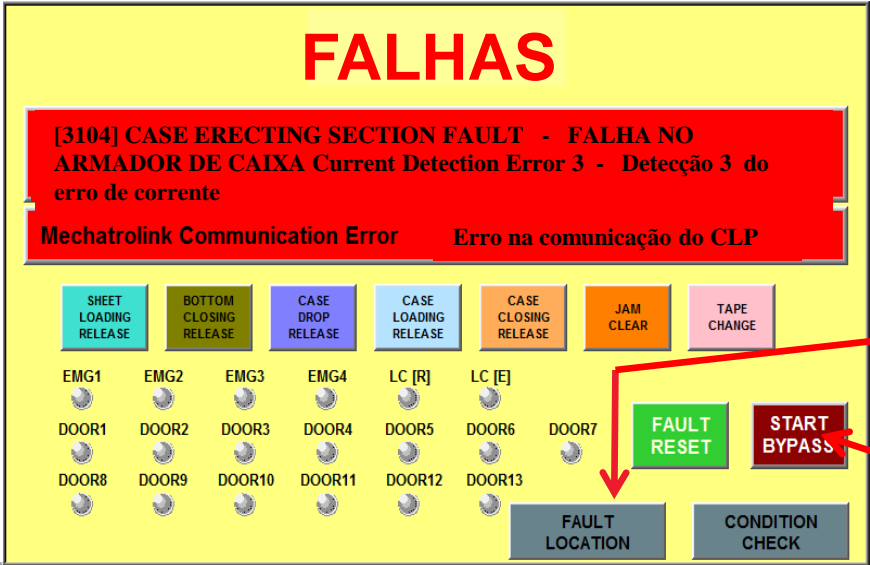 FALHAS
[3104] CASE ERECTING SECTION FAULT - FALHA NO
ARMADOR DE CAIXA Current Detection Error 3 - Detecção 3 do
erro de corrente
Mechatrolink Communication Error Erro na comunicação do CLP
SHEET LOADING RELEASE
BOTTOM CLOSING RELEASE
CASE DROP RELEASE
CASE LOADING RELEASE
CASE CLOSING RELEASE
JAM CLEAR
TAPE CHANGE
EMG1 EMG2 EMG3 EMG4 LC [R] LC [E]
DOOR1 DOOR2 DOOR3 DOOR4 DOOR5 DOOR6 DOOR7
FAULT RESET
START BYPASS
DOOR8 DOOR9 DOOR10 DOOR11 DOOR12 DOOR13
FAULT LOCATION
CONDITION CHECK